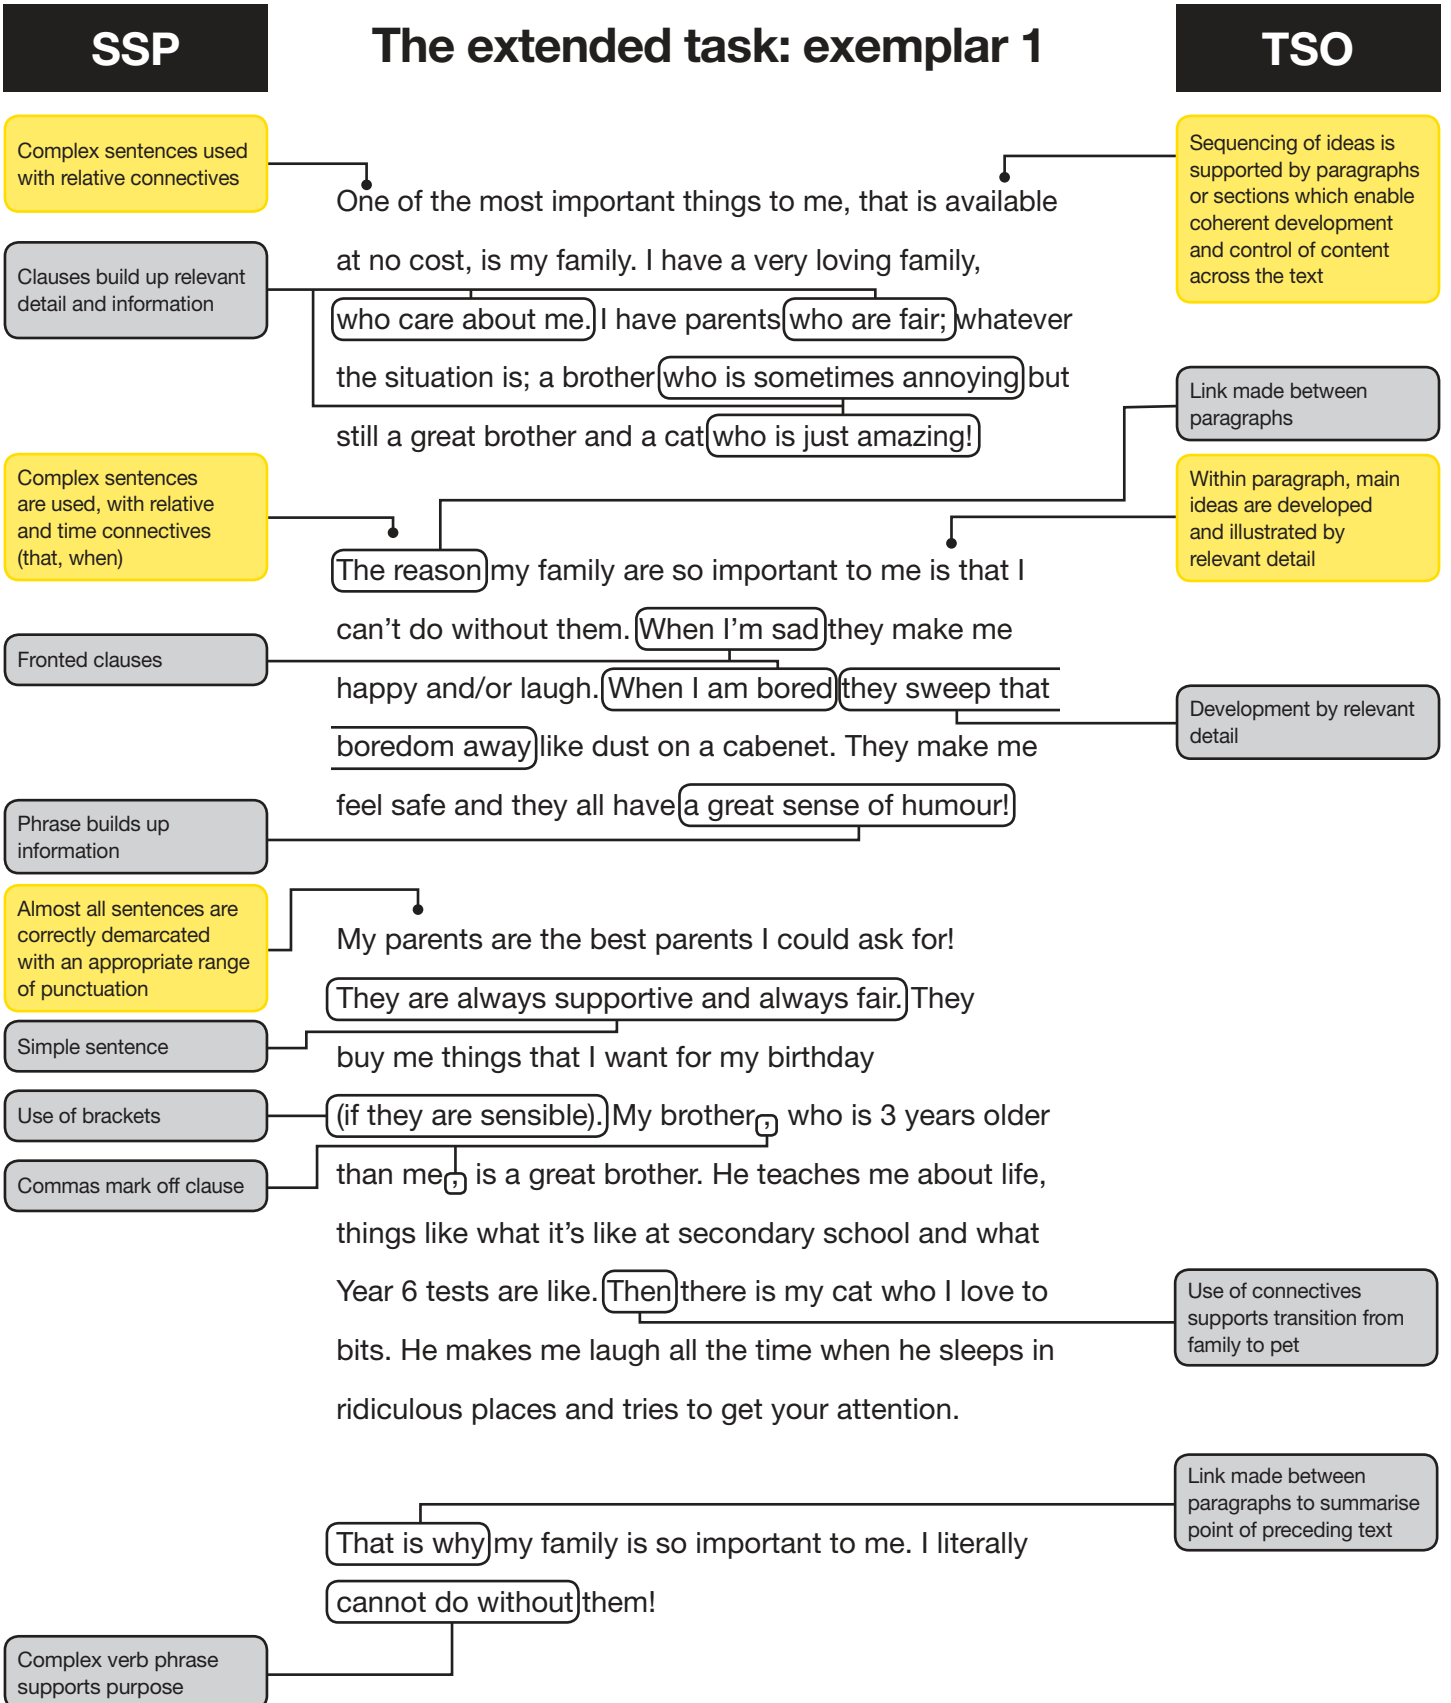 SSP
The extended task: exemplar 1
TSO
Complex sentences used
with relative connectives
Clauses build up relevant
detail and information
Complex sentences
are used, with relative
and time connectives
(that, when)
Fronted clauses
Phrase builds up
information
Almost all sentences are
correctly demarcated
with an appropriate range
of punctuation
Simple sentence
Use of brackets
Commas mark off clause
Complex verb phrase
supports purpose
One of the most important things to me, that is available
at no cost, is my family. I have a very loving family,
who care about me. I have parents who are fair; whatever
the situation is; a brother who is sometimes annoying but
still a great brother and a cat who is just amazing!
The reason my family are so important to me is that I
can't do without them. When I'm sad they make me
happy and/or laugh. When I am bored they sweep that
boredom away like dust on a cabenet. They make me
feel safe and they all have a great sense of humour!
My parents are the best parents I could ask for!
They are always supportive and always fair. They
buy me things that I want for my birthday
(if they are sensible). My brother, who is 3 years older
than me, is a great brother. He teaches me about life,
things like what it's like at secondary school and what
Year 6 tests are like. Then there is my cat who I love to
bits. He makes me laugh all the time when he sleeps in
ridiculous places and tries to get your attention.
That is why my family is so important to me. I literally
cannot do without them!
Sequencing of ideas is
supported by paragraphs
or sections which enable
coherent development
and control of content
across the text
Link made between
paragraphs
Within paragraph, main
ideas are developed
and illustrated by
relevant detail
Development by relevant
detail
Use of connectives
supports transition from
family to pet
Link made between
paragraphs to summarise
point of preceding text